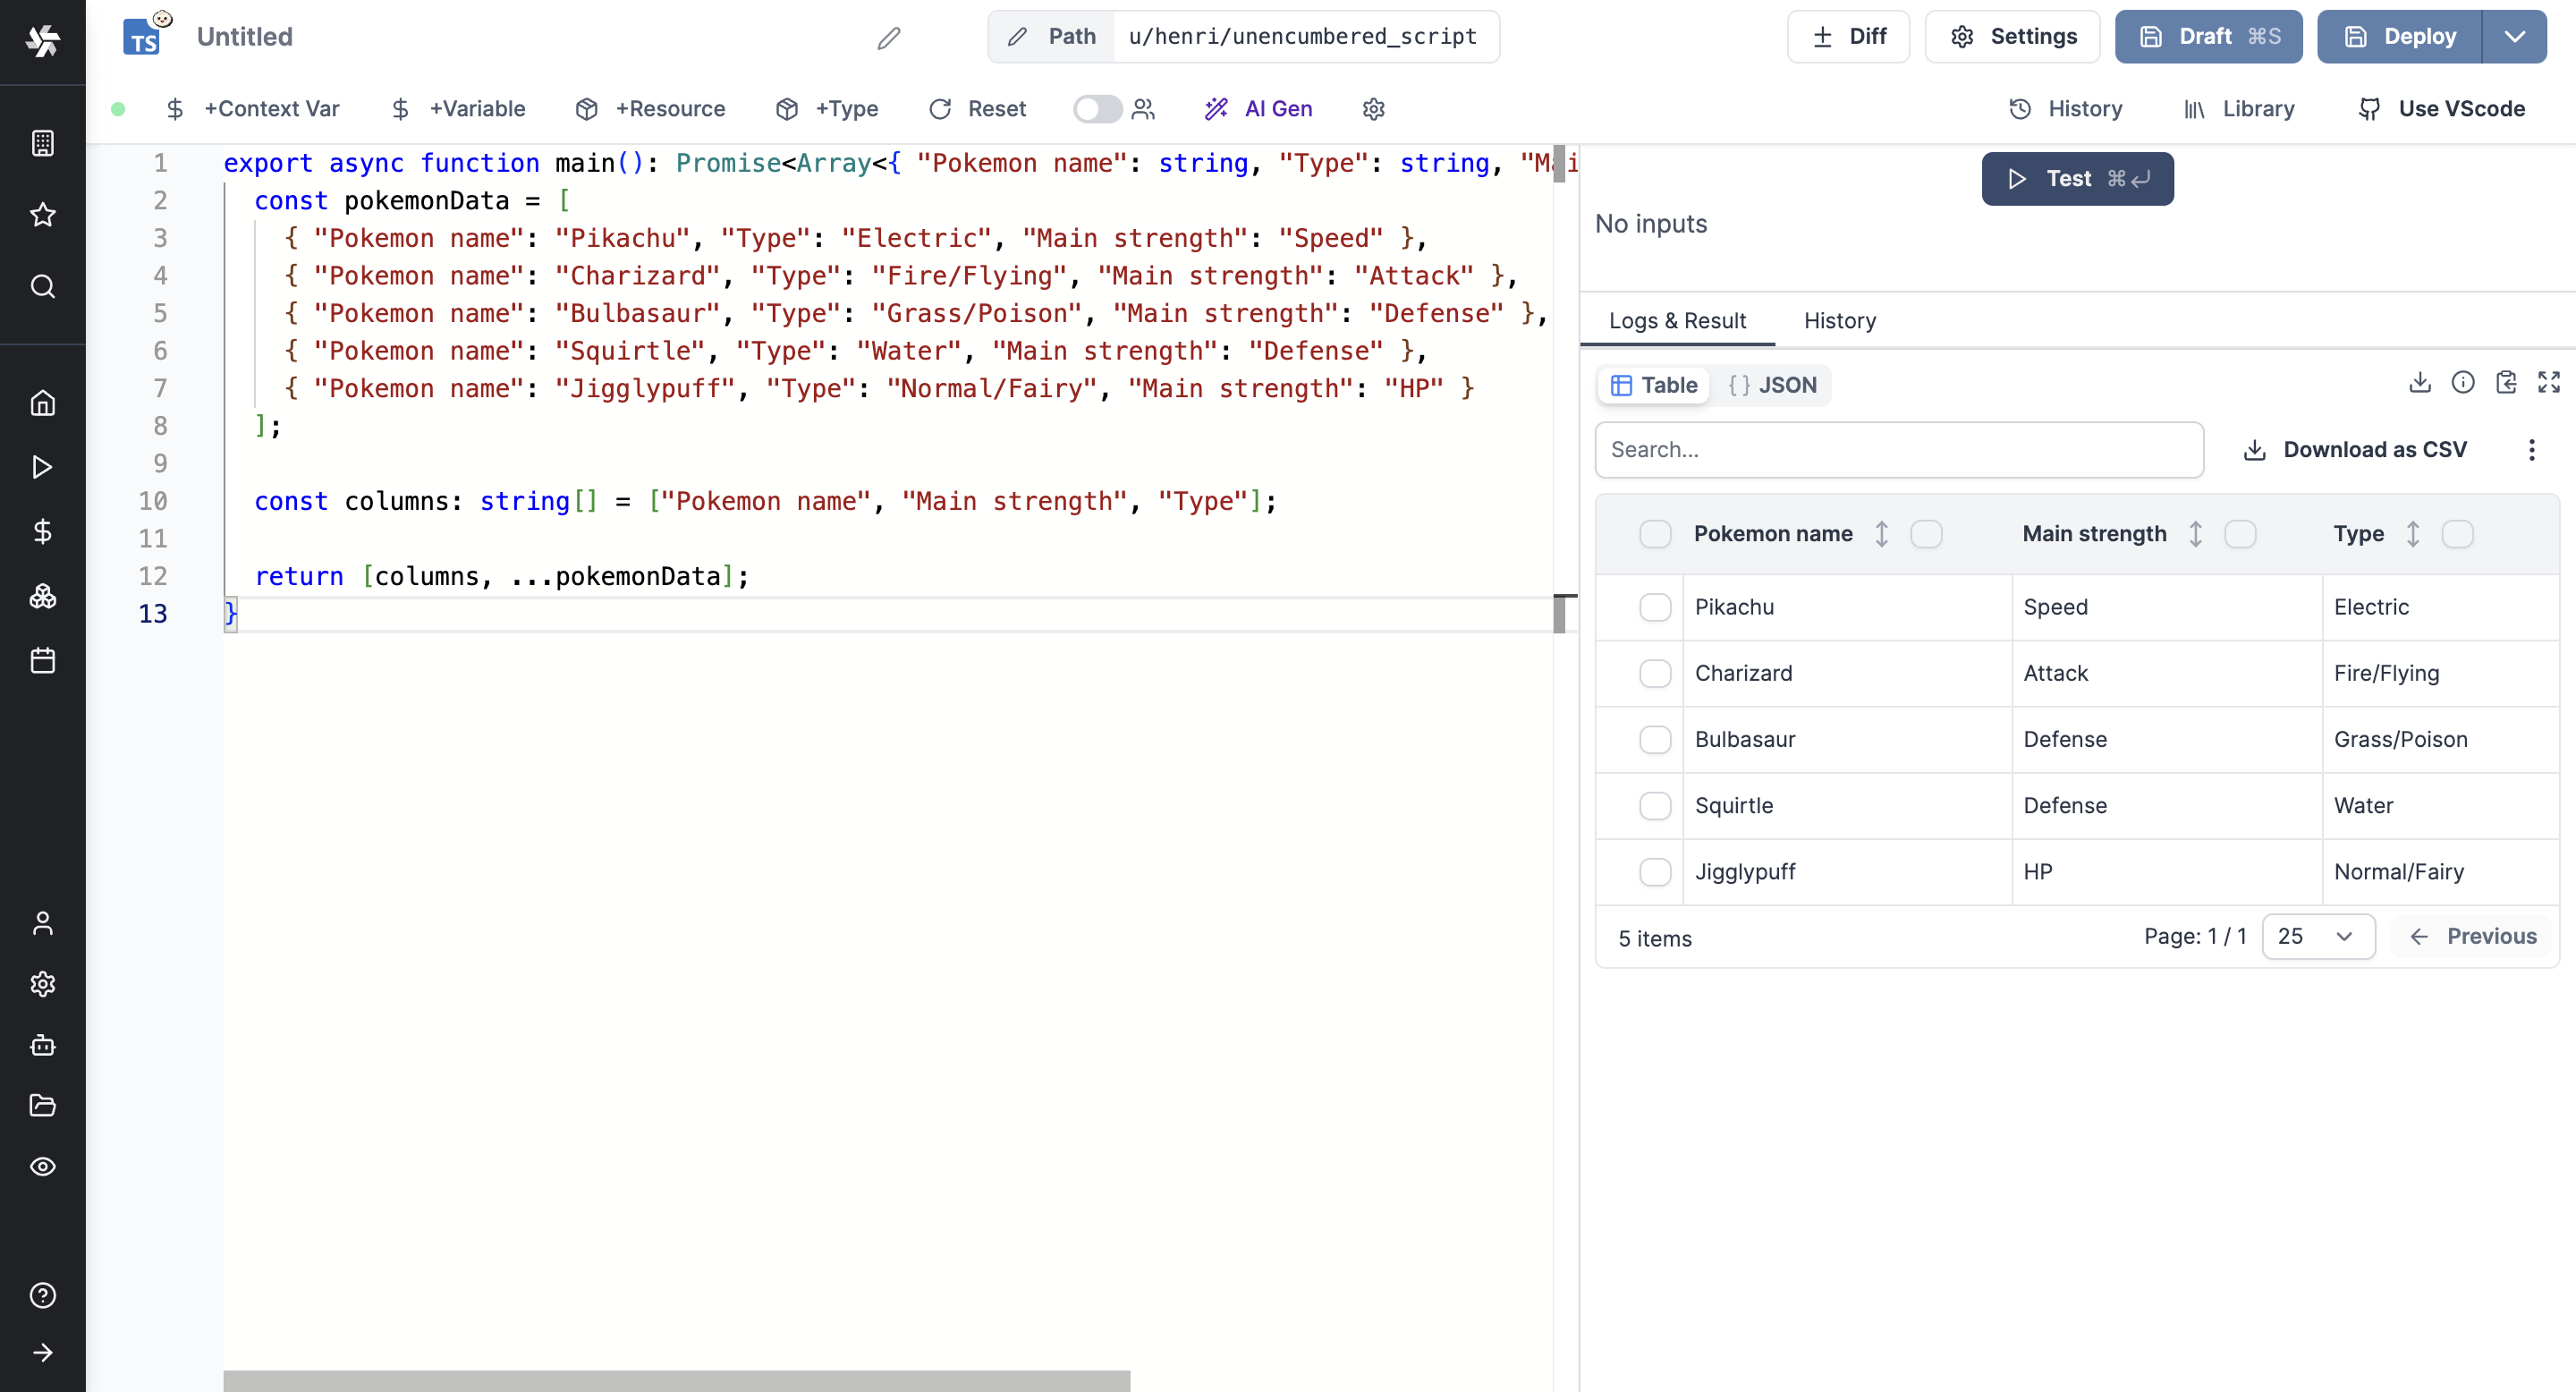 TS Untitled Path u/henri/unencumbered_script Diff Settings Draft ⌘S Deploy
+Context Var +Variable +Resource +Type Reset AI Gen History Library Use VScode
1 export async function main(): Promise<Array<{ "Pokemon name": string, "Type": string, "Mai
2 const pokemonData = [
3 { "Pokemon name": "Pikachu", "Type": "Electric", "Main strength": "Speed" },
4 { "Pokemon name": "Charizard", "Type": "Fire/Flying", "Main strength": "Attack" },
5 { "Pokemon name": "Bulbasaur", "Type": "Grass/Poison", "Main strength": "Defense" },
6 { "Pokemon name": "Squirtle", "Type": "Water", "Main strength": "Defense" },
7 { "Pokemon name": "Jigglypuff", "Type": "Normal/Fairy", "Main strength": "HP" }
8 ];
9
10 const columns: string[] = ["Pokemon name", "Main strength", "Type"];
11
12 return [columns, ...pokemonData];
13 }
Test ⌘
No inputs
Logs & Result History
Table {} JSON
Search... Download as CSV
Pokemon name Main strength Type
Pikachu Speed Electric
Charizard Attack Fire/Flying
Bulbasaur Defense Grass/Poison
Squirtle Defense Water
Jigglypuff HP Normal/Fairy
5 items Page: 1 / 1 25 Previous